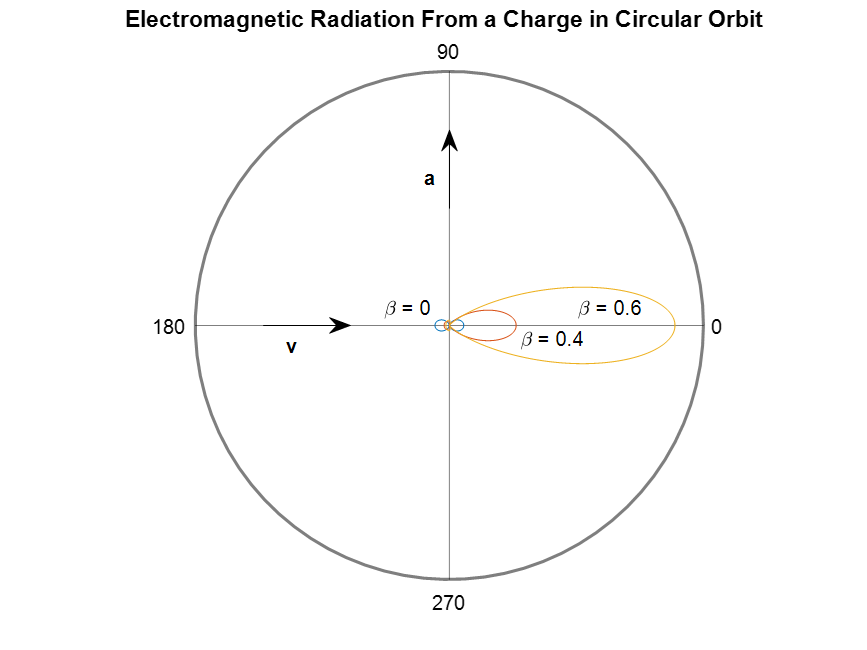 Electromagnetic Radiation From a Charge in Circular Orbit
90
a
β = 0
β = 0.6
180
0
β = 0.4
v
270